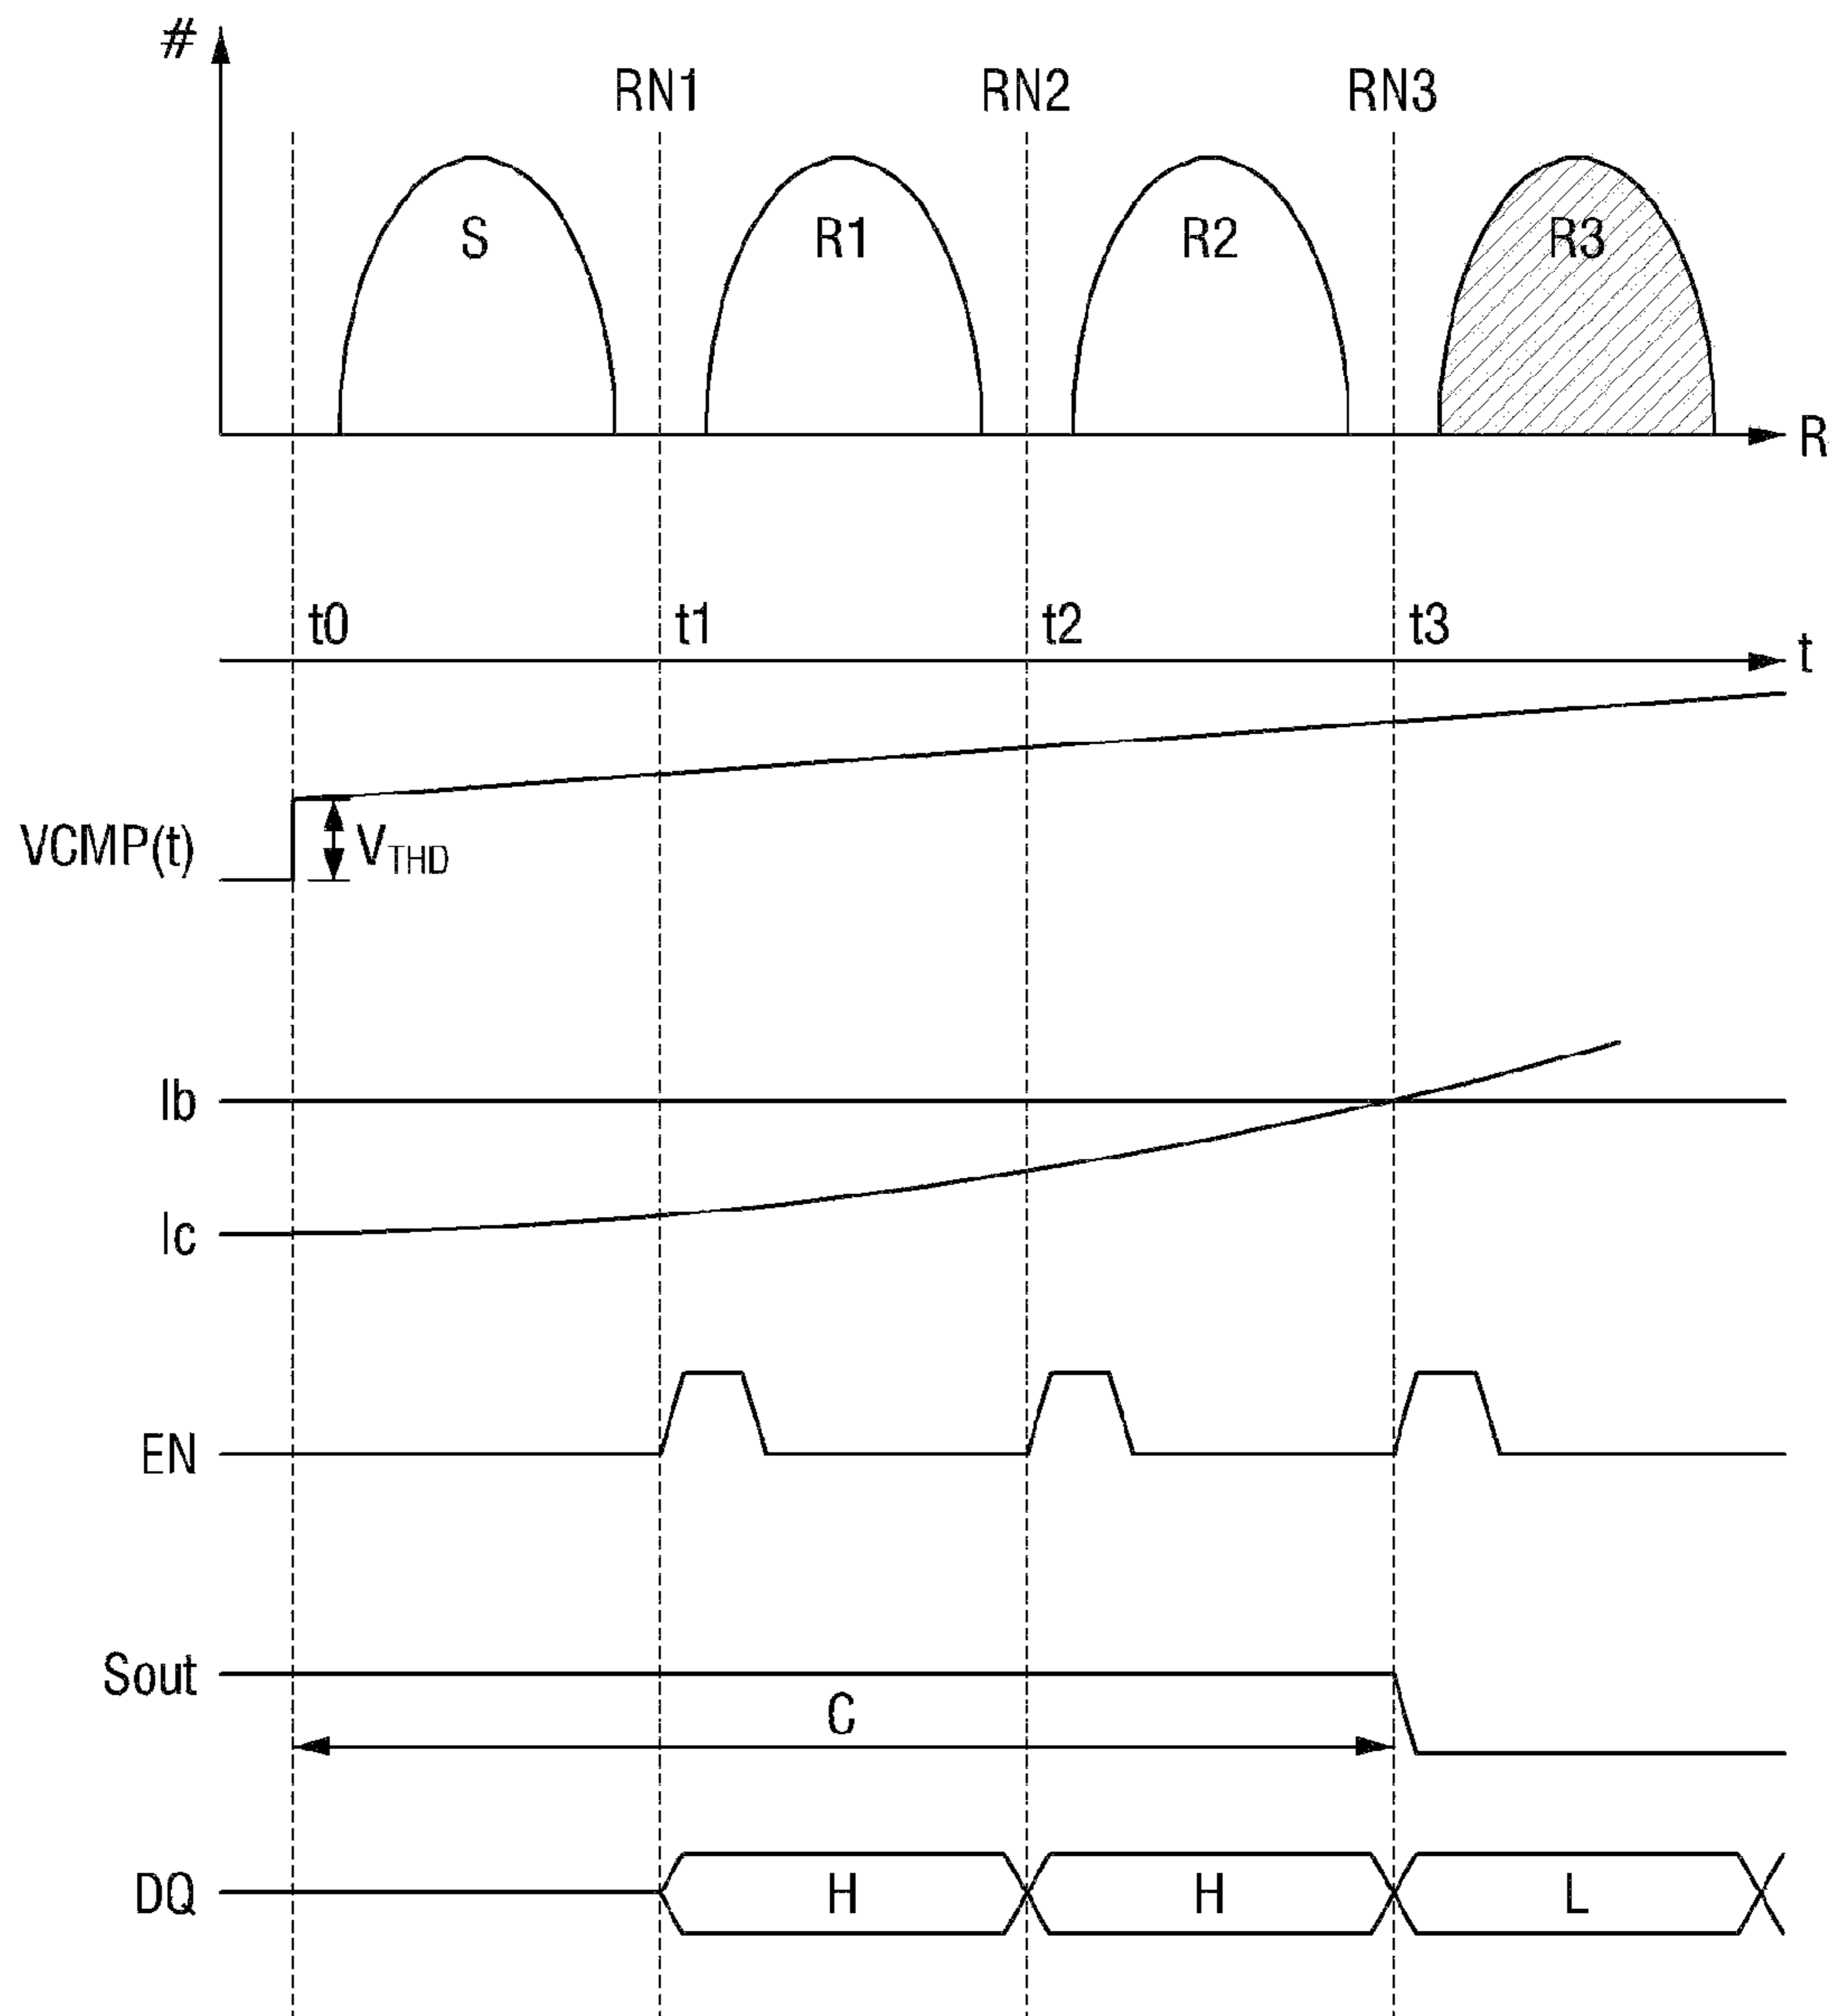 #
RN1 RN2 RN3
S R1 R2 R3
R
t0 t1 t2 t3
t
VCMP(t) VTHD
Ib
Ic
EN
Sout
C
DQ H H L